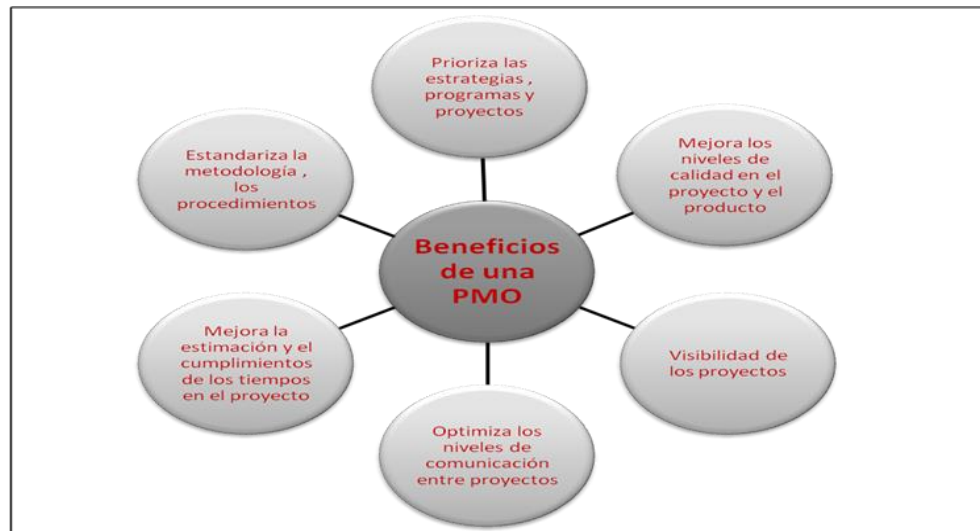 Prioriza las
estrategias ,
programas y
proyectos
Mejora los
niveles de
calidad en el
proyecto y el
producto
Visibilidad de
los proyectos
Optimiza los
niveles de
comunicación
entre proyectos
Mejora la
estimación y el
cumplimientos
de los tiempos
en el proyecto
Estandariza la
metodología ,
los
procedimientos
Beneficios
de una
PMO